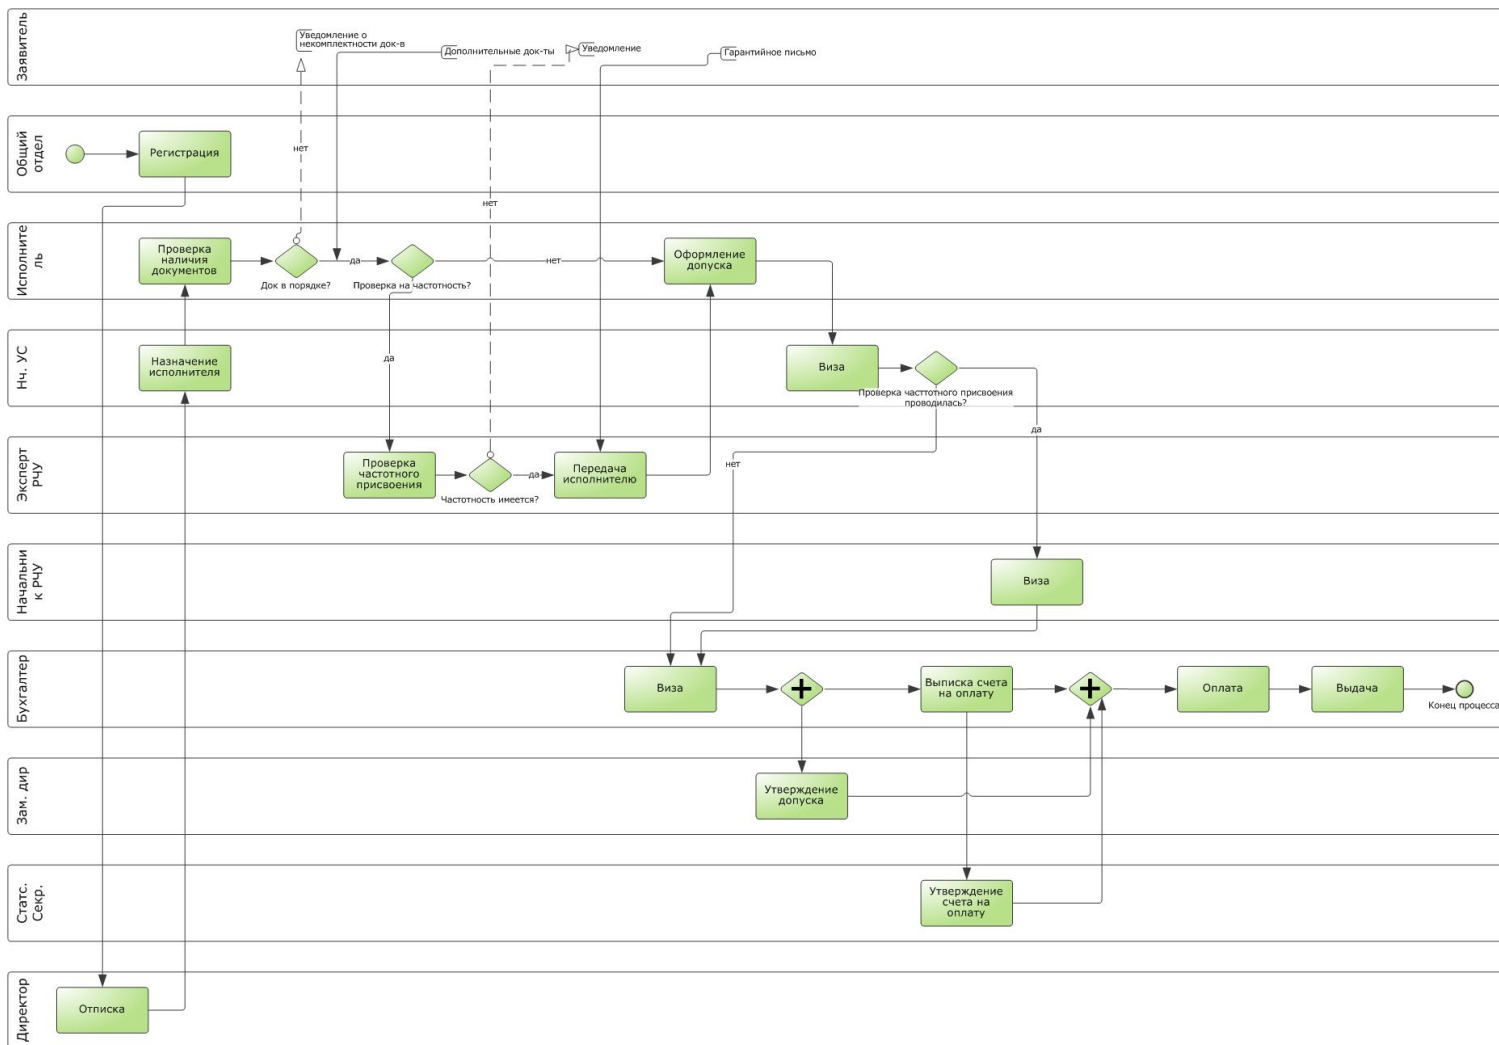 Заявитель
Уведомление о
некомплектности док-в
Дополнительные док-ты
Уведомление
Гарантийное письмо
Общий
отдел
Регистрация
нет
нет
Исполните
ль
Проверка
наличия
документов
Док в порядке?
да
Проверка на частотность?
нет
Оформление
допуска
Нч. УС
Назначение
исполнителя
да
Виза
Проверка часттотного присвоения
проводилась?
да
Эксперт
РЧУ
Проверка
частотного
присвоения
Частотность имеется?
да
Передача
исполнителю
нет
Начальни
к РЧУ
Виза
Бухгалтер
Виза
Выписка счета
на оплату
Оплата
Выдача
Конец процесса
Зам. дир
Утверждение
допуска
Статс.
Секр.
Утверждение
счета на
оплату
Директор
Отписка